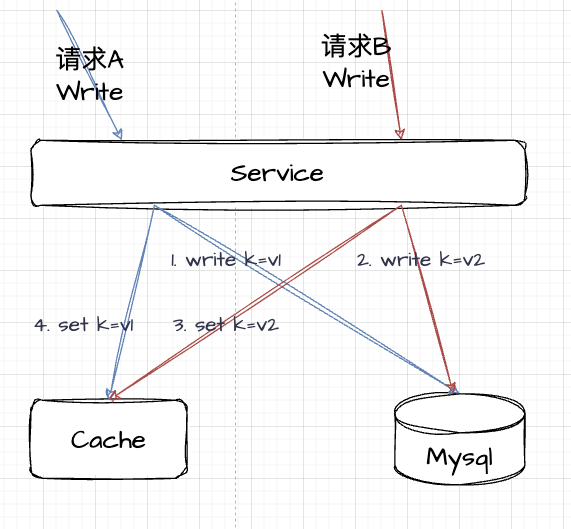 请求A
Write
请求B
Write
Service
1. write k=v1
2. write k=v2
4. set k=v1
3. set k=v2
Cache
Mysql